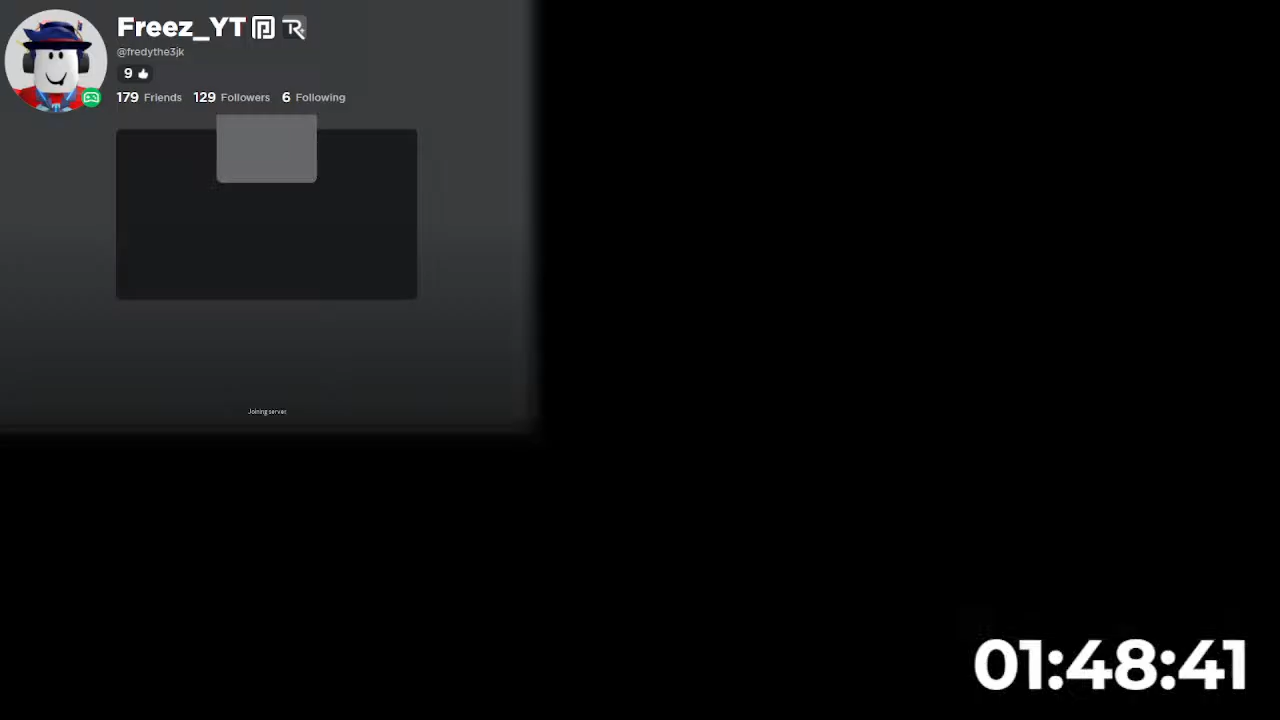 Freez_YT
@fredythe3jk
9
179 Friends 129 Followers 6 Following
Joining server
01:48:41